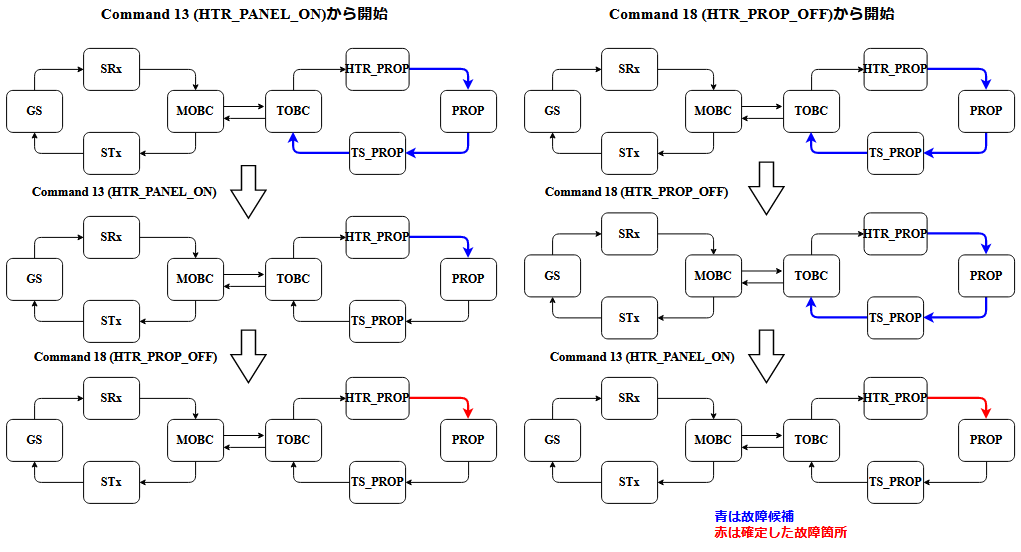 Command 13 (HTR_PANEL_ON)から開始
SRx
HTR_PROP
GS
MOBC
TOBC
PROP
STx
TS_PROP
Command 13 (HTR_PANEL_ON)
SRx
HTR_PROP
GS
MOBC
TOBC
PROP
STx
TS_PROP
Command 18 (HTR_PROP_OFF)
SRx
HTR_PROP
GS
MOBC
TOBC
PROP
STx
TS_PROP
Command 18 (HTR_PROP_OFF)から開始
SRx
HTR_PROP
GS
MOBC
TOBC
PROP
STx
TS_PROP
Command 18 (HTR_PROP_OFF)
SRx
HTR_PROP
GS
MOBC
TOBC
PROP
STx
TS_PROP
Command 13 (HTR_PANEL_ON)
SRx
HTR_PROP
GS
MOBC
TOBC
PROP
STx
TS_PROP
青は故障候補
赤は確定した故障箇所